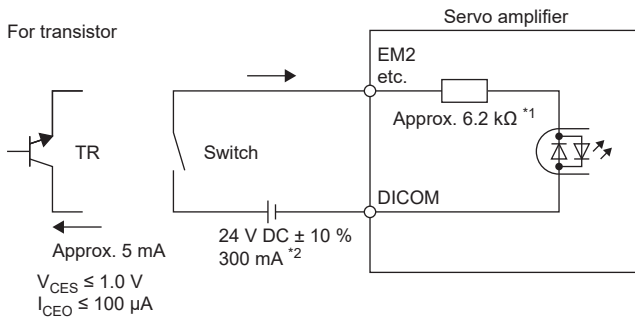 Servo amplifier
For transistor
EM2
etc.
Approx. 6.2 kΩ *1
TR
Switch
DICOM
Approx. 5 mA
24 V DC ± 10 %
300 mA *2
VCES ≤ 1.0 V
ICEO ≤ 100 μA